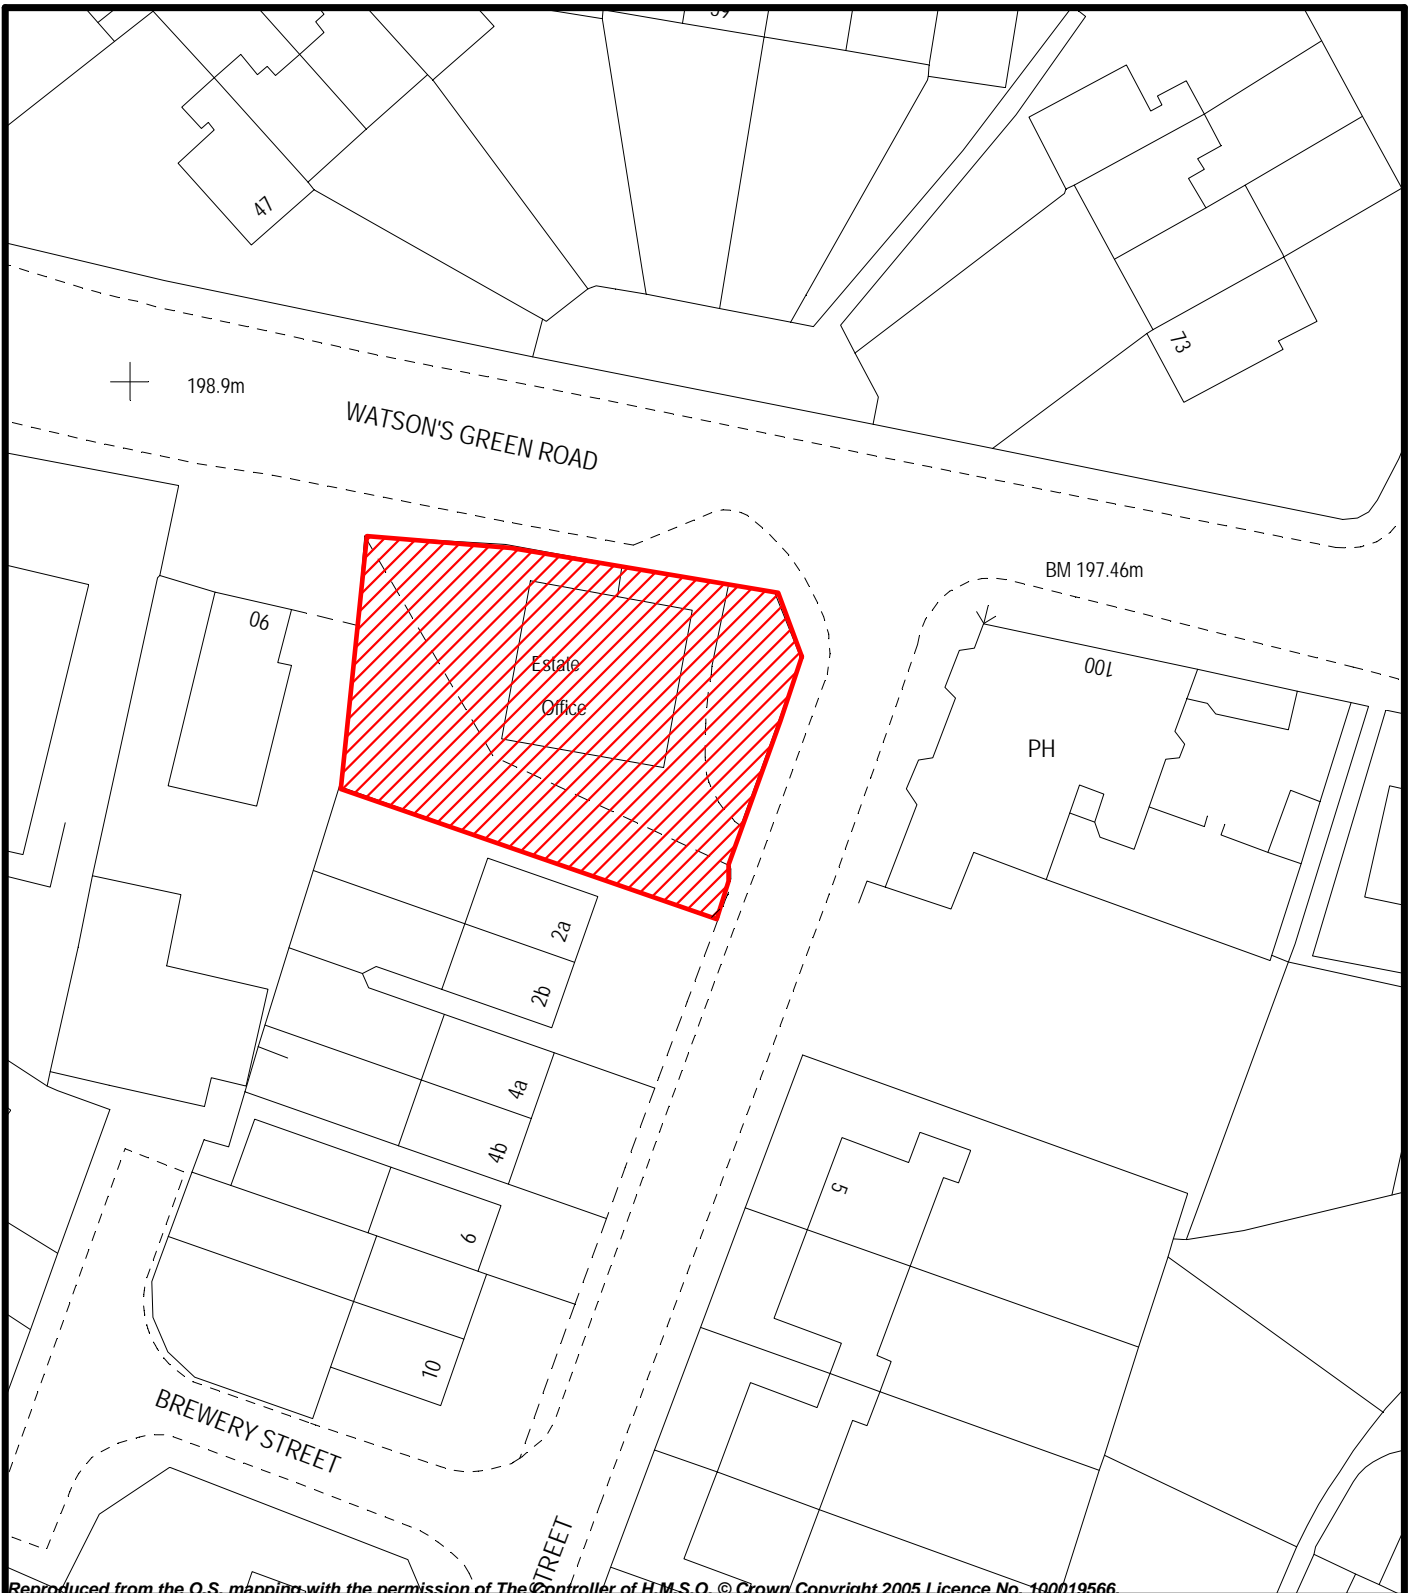 47
73
198.9m
WATSON'S GREEN ROAD
BM 197.46m
90
100
Estate
Office
PH
2a
2b
4a
4b
5
6
10
BREWERY STREET
STREET
Reproduced from the O.S. mapping with the permission of The Controller of H.M.S.O. © Crown Copyright 2005 Licence No. 100019566.